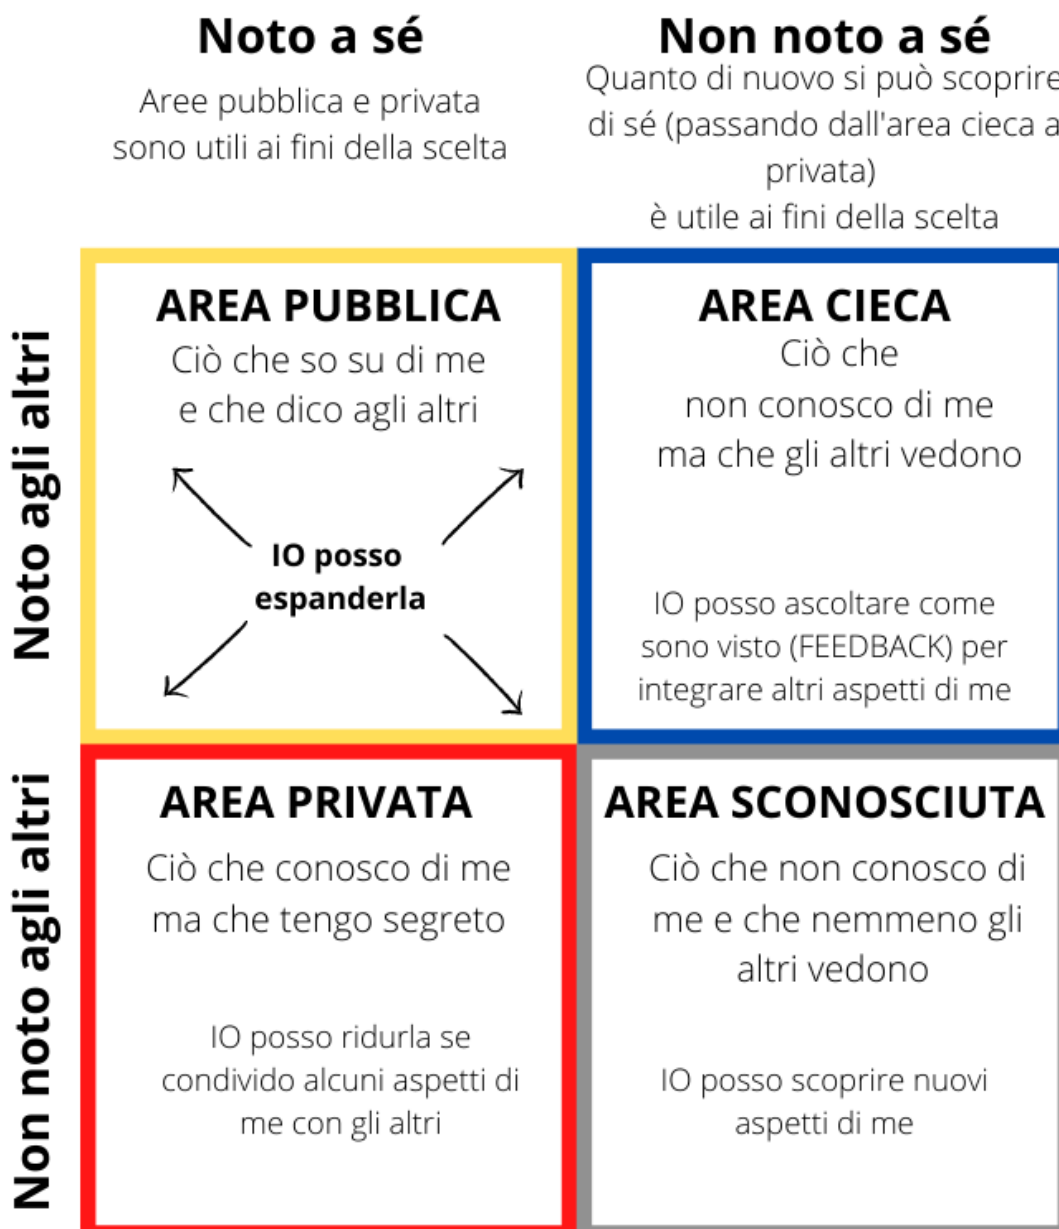 Noto a sé
Aree pubblica e privata
sono utili ai fini della scelta
Non noto a sé
Quanto di nuovo si può scoprire
di sé (passando dall'area cieca a
privata)
è utile ai fini della scelta
Noto agli altri
AREA PUBBLICA
Ciò che so su di me
e che dico agli altri
IO posso
espanderla
AREA CIECA
Ciò che
non conosco di me
ma che gli altri vedono
IO posso ascoltare come
sono visto (FEEDBACK) per
integrare altri aspetti di me
Non noto agli altri
AREA PRIVATA
Ciò che conosco di me
ma che tengo segreto
IO posso ridurla se
condivido alcuni aspetti di
me con gli altri
AREA SCONOSCIUTA
Ciò che non conosco di
me e che nemmeno gli
altri vedono
IO posso scoprire nuovi
aspetti di me